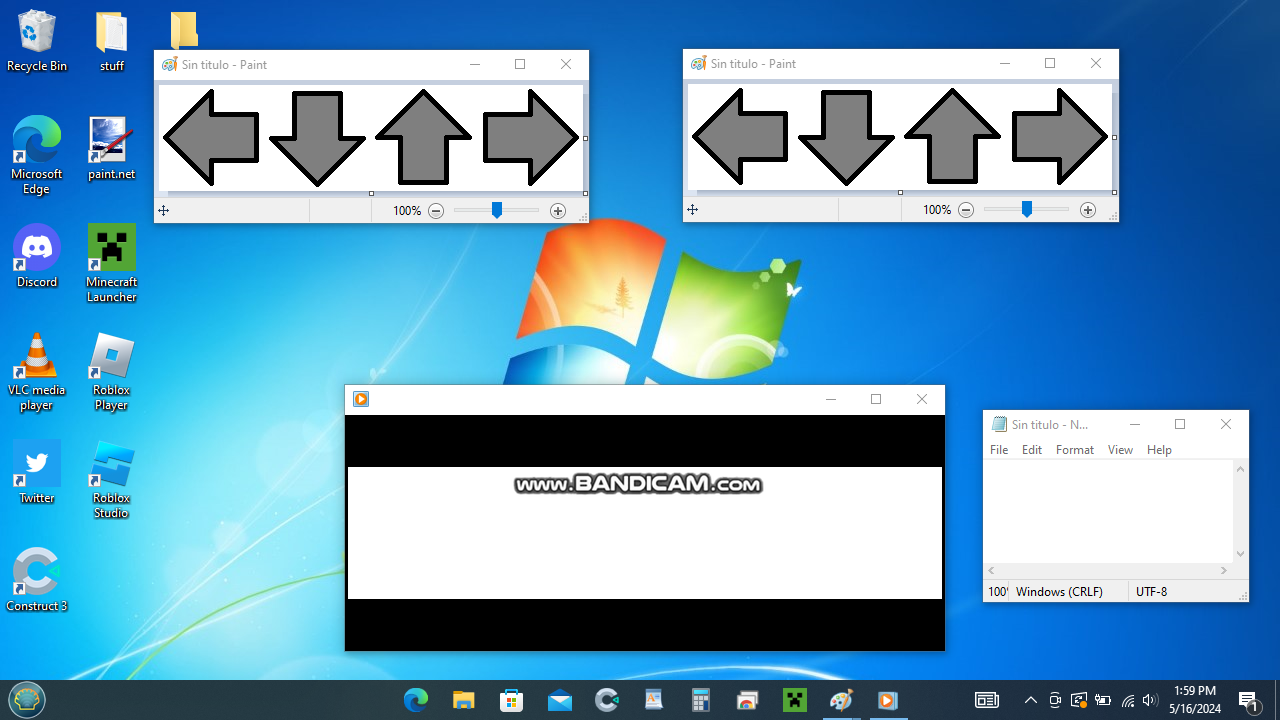 Recycle Bin
stuff
Microsoft
Edge
paint.net
Discord
Minecraft
Launcher
VLC media
player
Roblox
Player
Twitter
Roblox
Studio
Construct 3
Sin titulo - Paint
100%
Sin titulo - Paint
100%
www.BANDICAM.com
Sin titulo - N...
File Edit Format View Help
100' Windows (CRLF) UTF-8
1:59 PM
5/16/2024
1